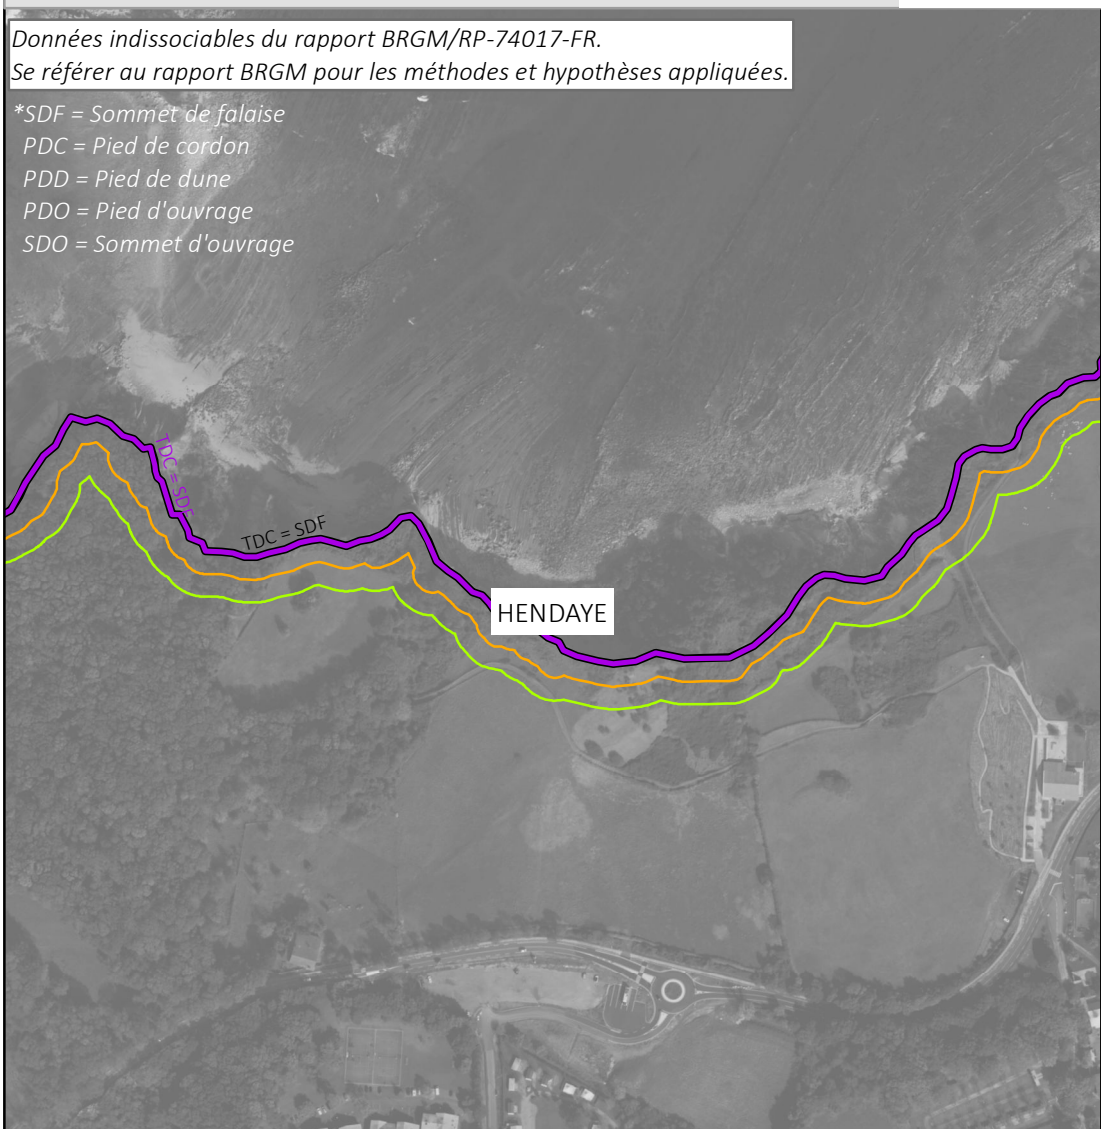 Données indissociables du rapport BRGM/RP-74017-FR.
Se référer au rapport BRGM pour les méthodes et hypothèses appliquées.
*SDF = Sommet de falaise
PDC = Pied de cordon
PDD = Pied de dune
PDO = Pied d'ouvrage
SDO = Sommet d'ouvrage
TDC = SDF
TDC = SDF
HENDAYE